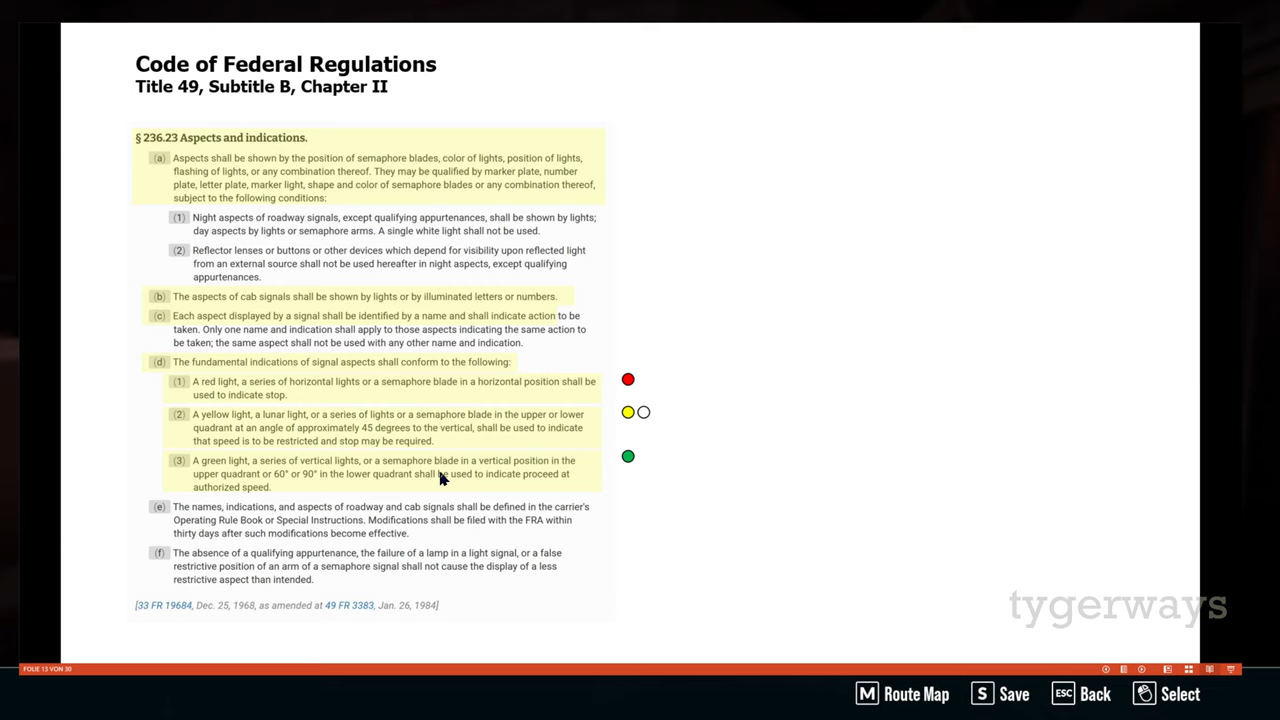 Code of Federal Regulations
Title 49, Subtitle B, Chapter II
§ 236.23 Aspects and indications.
(a) Aspects shall be shown by the position of semaphore blades, color of lights, position of lights,
flashing of lights, or any combination thereof. They may be qualified by marker plate, number
plate, letter plate, marker light, shape and color of semaphore blades or any combination thereof,
subject to the following conditions:
(1) Night aspects of roadway signals, except qualifying appurtenances, shall be shown by lights;
day aspects by lights or semaphore arms. A single white light shall not be used.
(2) Reflector lenses or buttons or other devices which depend for visibility upon reflected light
from an external source shall not be used hereafter in night aspects, except qualifying
appurtenances.
(b) The aspects of cab signals shall be shown by lights or by illuminated letters or numbers.
(c) Each aspect displayed by a signal shall be identified by a name and shall indicate action to be
taken. Only one name and indication shall apply to those aspects indicating the same action to
be taken; the same aspect shall not be used with any other name and indication.
(d) The fundamental indications of signal aspects shall conform to the following:
(1) A red light, a series of horizontal lights or a semaphore blade in a horizontal position shall be
used to indicate stop.
(2) A yellow light, a lunar light, or a series of lights or a semaphore blade in the upper or lower
quadrant at an angle of approximately 45 degrees to the vertical, shall be used to indicate
that speed is to be restricted and stop may be required.
(3) A green light, a series of vertical lights, or a semaphore blade in a vertical position in the
upper quadrant or 60° or 90° in the lower quadrant shall be used to indicate proceed at
authorized speed.
(e) The names, indications, and aspects of roadway and cab signals shall be defined in the carrier's
Operating Rule Book or Special Instructions. Modifications shall be filed with the FRA within
thirty days after such modifications become effective.
(f) The absence of a qualifying appurtenance, the failure of a lamp in a light signal, or a false
restrictive position of an arm of a semaphore signal shall not cause the display of a less
restrictive aspect than intended.
[33 FR 19684, Dec. 25, 1968, as amended at 49 FR 3383, Jan. 26, 1984]
tygerways
FOLIE 13 VON 30
M Route Map S Save ESC Back Select